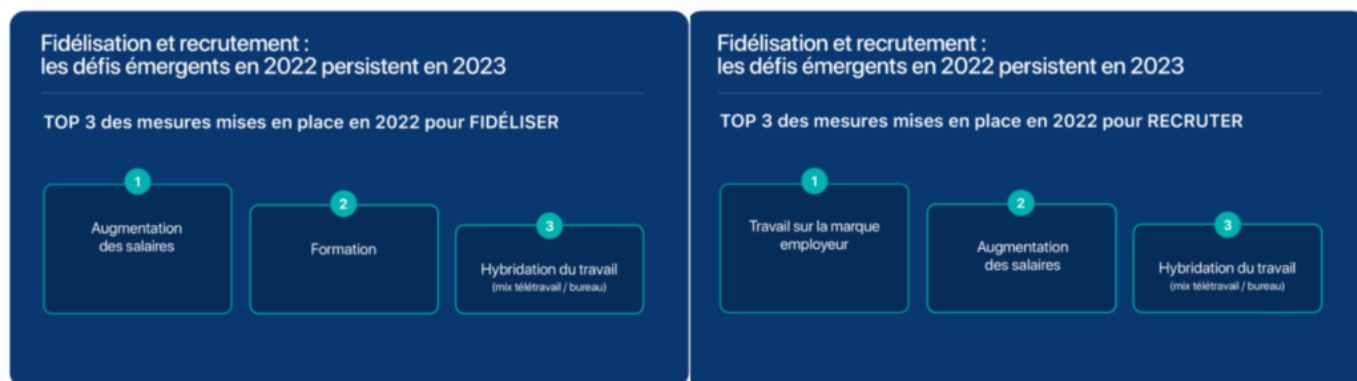 Fidélisation et recrutement :
les défis émergents en 2022 persistent en 2023
TOP 3 des mesures mises en place en 2022 pour FIDÉLISER
1
Augmentation
des salaires
2
Formation
3
Hybridation du travail
(mix télétravail / bureau)
Fidélisation et recrutement :
les défis émergents en 2022 persistent en 2023
TOP 3 des mesures mises en place en 2022 pour RECRUTER
1
Travail sur la marque
employeur
2
Augmentation
des salaires
3
Hybridation du travail
(mix télétravail / bureau)